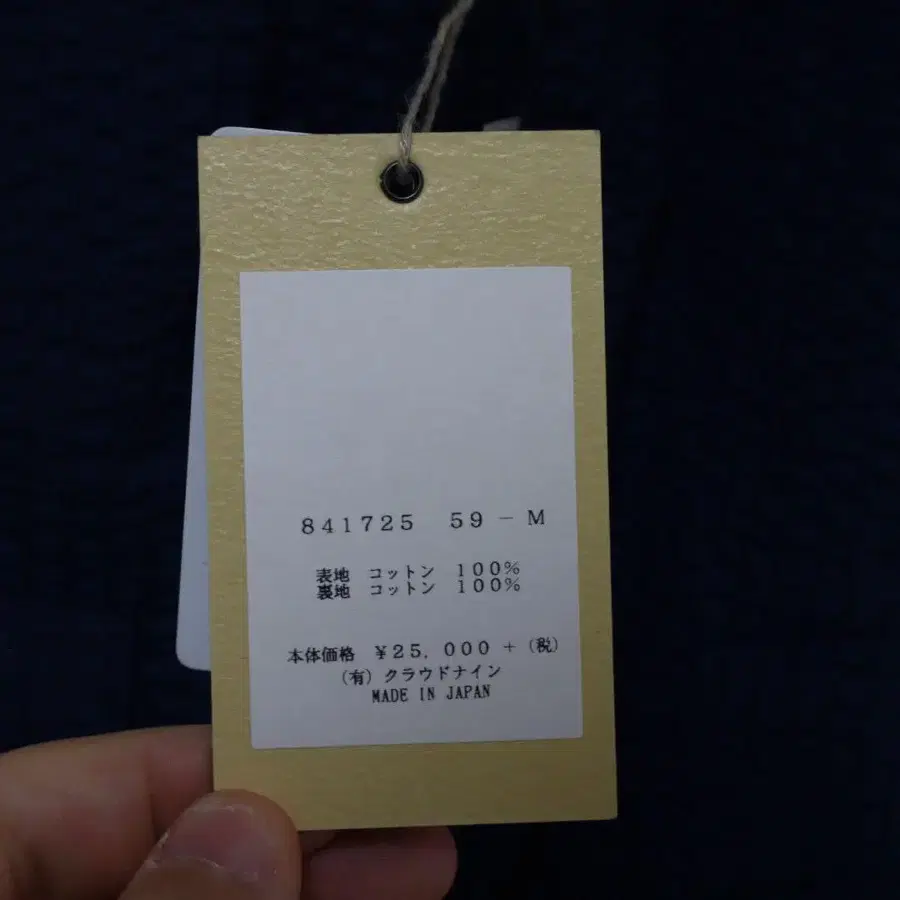 841725 59-M
表地 コットン 100%
裏地 コットン 100%
本体価格 ¥25,000+(税)
(有)クラウドナイン
MADE IN JAPAN